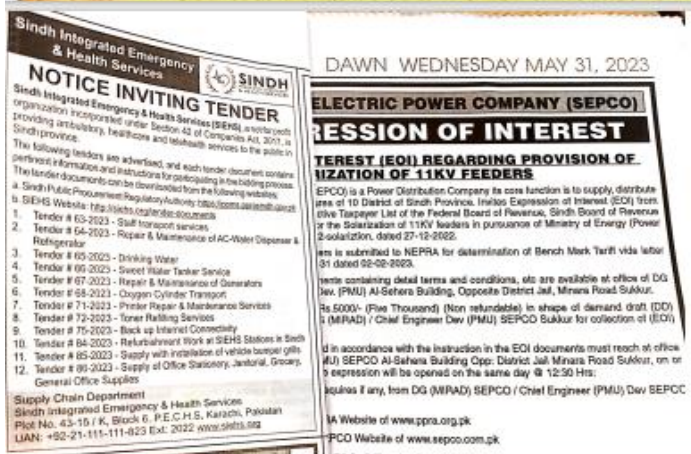 Sindh Integrated Emergency
& Health Services
SINDH
NOTICE INVITING TENDER
Sindh Integrated Emergency & Health Services (SIEHS), a not for profit
organization incorporated under Section 42 of Companies Act, 2017, is
providing ambulatory, healthcare and telehealth services to the public in
Sindh province.
The following tenders are advertised, and each tender document contains
pertinent information and instructions for participating in the bidding process.
The tender documents can be downloaded from the following websites:
a. Sindh Public Procurement Regulatory Authority:
b. SIEHS Website:
1. Tender # 63-2023 - Staff transport services
2. Tender # 64-2023 - Repair & Maintenance of AC-Water Dispenser &
Refrigerator
3. Tender # 65-2023 - Drinking Water
4. Tender # 66-2023 - Sweet Water Tanker Service
5. Tender # 67-2023 - Repair & Maintenance of Generators
6. Tender # 68-2023 - Oxygen Cylinder Transport
7. Tender # 71-2023 - Printer Repair & Maintenance Services
8. Tender # 72-2023 - Toner Refilling Services
9. Tender # 75-2023 - Back up Internet Connectivity
10. Tender # 84-2023 - Refurbishment Work at SIEHS Stations in Sindh
11. Tender # 85-2023 - Supply with installation of vehicle bumper grills
12. Tender # 86-2023 - Supply of Office Stationery, Janitorial, Grocery,
General Office Supplies
Supply Chain Department
Sindh Integrated Emergency & Health Services
Plot No. 43-15 / K, Block 6, P.E.C.H.S, Karachi, Pakistan
UAN: +92-21-111-111-823 Ext: 2022 www.siehs.org
DAWN WEDNESDAY MAY 31, 2023
ELECTRIC POWER COMPANY (SEPCO)
RESSION OF INTEREST
TEREST (EOI) REGARDING PROVISION OF
RIZATION OF 11KV FEEDERS
EPCO) is a Power Distribution Company its core function is to supply, distribute
area of 10 District of Sindh Province. Invites Expression of Interest (EOI) from
ctive Taxpayer List of the Federal Board of Revenue, Sindh Board of Revenue
or the Solarization of 11KV feeders in pursuance of Ministry of Energy (Power
2-solariztion, dated 27-12-2022.
em is submitted to NEPRA for determination of Bench Mark Tariff vide letter
31 dated 02-02-2023.
ments containing detail terms and conditions, etc are available at office of DG
Dev. (PMU) Al-Sehera Building, Opposite District Jail, Minara Road Sukkur.
Rs.5000/- (Five Thousand) (Non refundable) in shape of demand draft (DD)
G (MIRAD) / Chief Engineer Dev (PMU) SEPCO Sukkur for collection of (EOI)
d in accordance with the instruction in the EOI documents must reach at office
MU) SEPCO Al-Sehera Building Opp: District Jail Minara Road Sukkur, on or
expression will be opened on the same day @ 12:30 Hrs:
equires if any, from DG (MIRAD) SEPCO / Chief Engineer (PMU) Dev SEPCO
RA Website of www.ppra.org.pk
PCO Website of www.sepco.com.pk